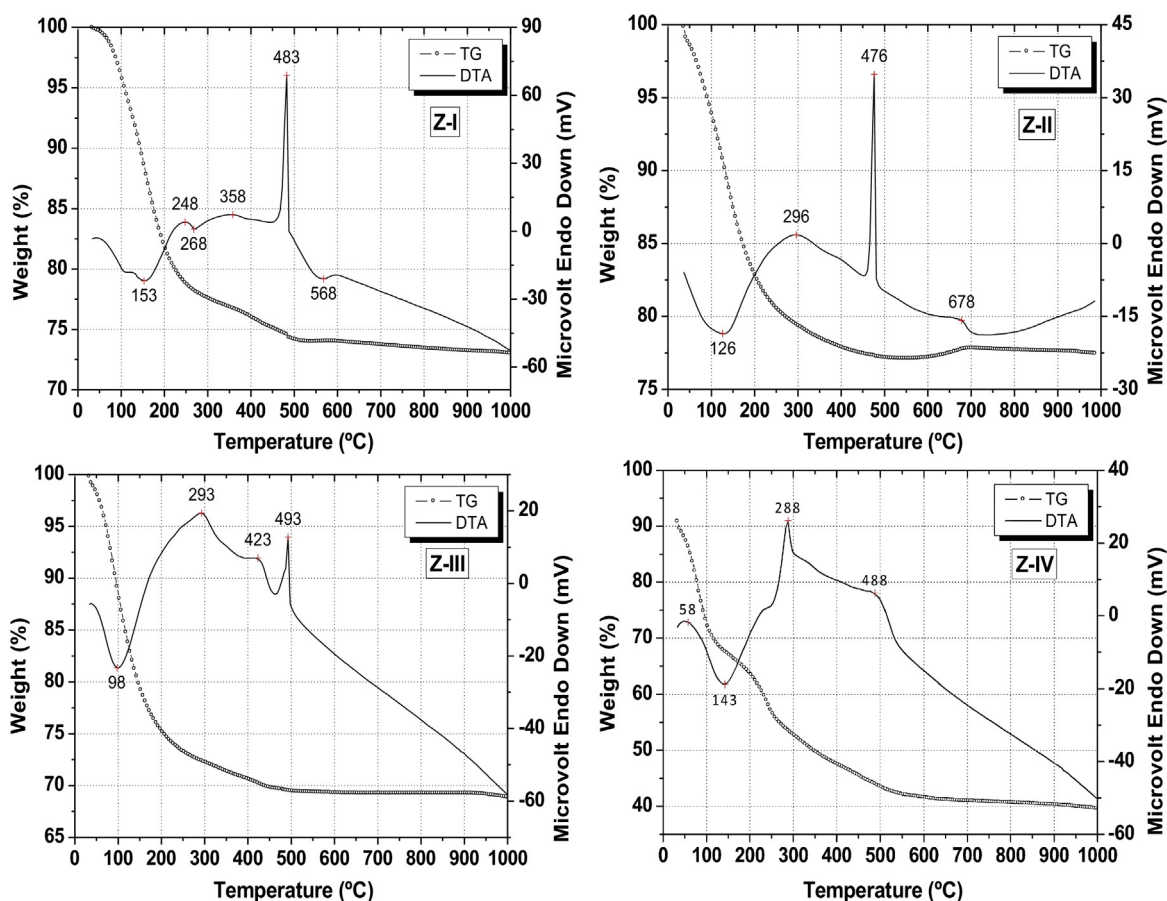 100
95
90
85
80
75
70
Weight (%)
TG
DTA
Z-I
483
248
358
268
153
568
90
60
30
0
-30
-60
Microvolt Endo Down (mV)
0 100 200 300 400 500 600 700 800 900 1000
Temperature (ºC)
100
95
90
85
80
75
Weight (%)
TG
DTA
Z-II
476
296
678
126
45
30
15
0
-15
-30
Microvolt Endo Down (mV)
0 100 200 300 400 500 600 700 800 900 1000
Temperature (ºC)
100
95
90
85
80
75
70
65
Weight (%)
TG
DTA
Z-III
293
423
493
98
20
0
-20
-40
-60
Microvolt Endo Down (mV)
0 100 200 300 400 500 600 700 800 900 1000
Temperature (ºC)
100
90
80
70
60
50
40
Weight (%)
TG
DTA
Z-IV
288
488
58
143
40
20
0
-20
-40
-60
Microvolt Endo Down (mV)
0 100 200 300 400 500 600 700 800 900 1000
Temperature (ºC)